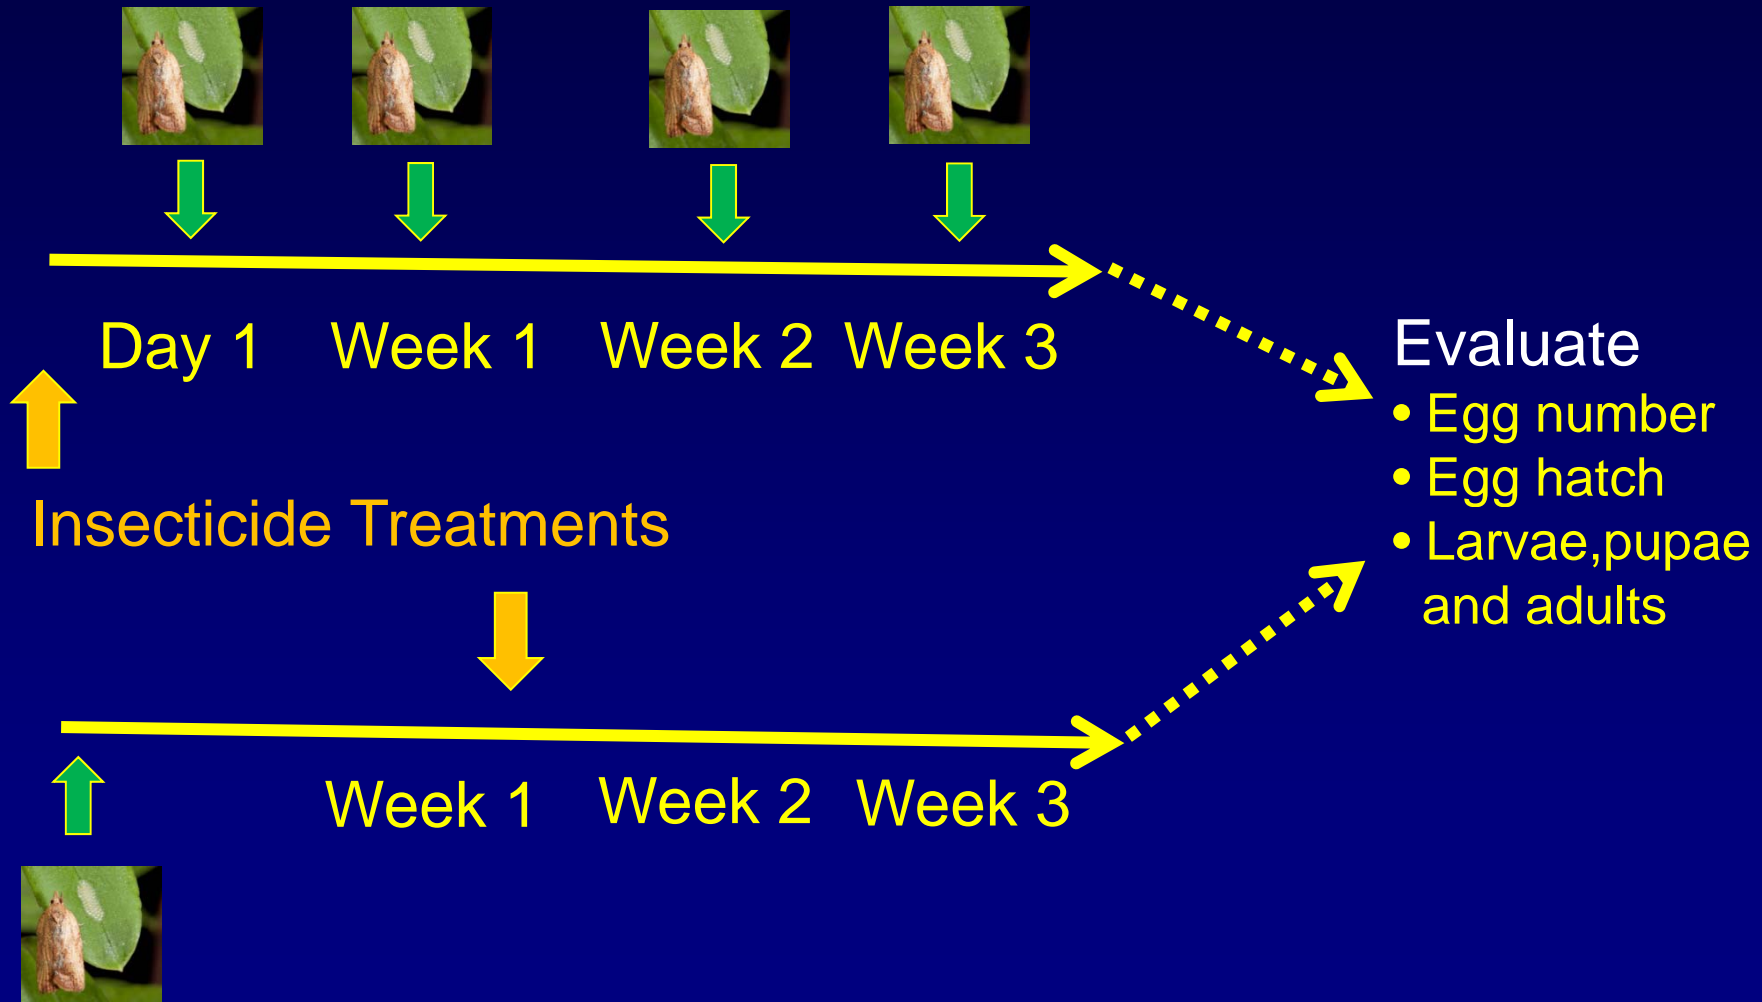 Day 1
Week 1
Week 2
Week 3
Insecticide Treatments
Week 1
Week 2
Week 3
Evaluate
• Egg number
• Egg hatch
• Larvae,pupae
and adults